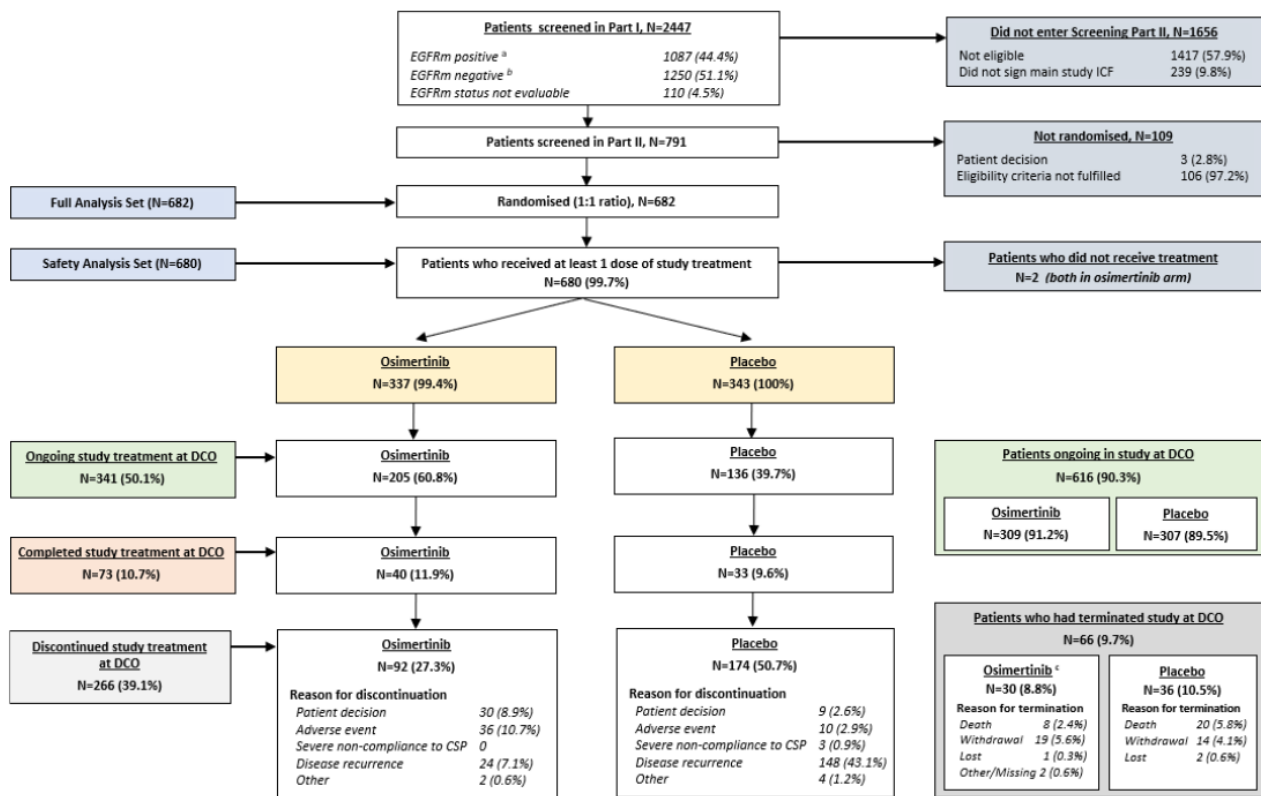 Patients screened in Part I, N=2447
EGFRm positive a 1087 (44.4%)
EGFRm negative b 1250 (51.1%)
EGFRm status not evaluable 110 (4.5%)
Did not enter Screening Part II, N=1656
Not eligible 1417 (57.9%)
Did not sign main study ICF 239 (9.8%)
Patients screened in Part II, N=791
Not randomised, N=109
Patient decision 3 (2.8%)
Eligibility criteria not fulfilled 106 (97.2%)
Full Analysis Set (N=682)
Randomised (1:1 ratio), N=682
Safety Analysis Set (N=680)
Patients who received at least 1 dose of study treatment
N=680 (99.7%)
Patients who did not receive treatment
N=2 (both in osimertinib arm)
Osimertinib
N=337 (99.4%)
Placebo
N=343 (100%)
Ongoing study treatment at DCO
N=341 (50.1%)
Osimertinib
N=205 (60.8%)
Placebo
N=136 (39.7%)
Patients ongoing in study at DCO
N=616 (90.3%)
Osimertinib
N=309 (91.2%)
Placebo
N=307 (89.5%)
Completed study treatment at DCO
N=73 (10.7%)
Osimertinib
N=40 (11.9%)
Placebo
N=33 (9.6%)
Discontinued study treatment
at DCO
N=266 (39.1%)
Osimertinib
N=92 (27.3%)
Reason for discontinuation
Patient decision 30 (8.9%)
Adverse event 36 (10.7%)
Severe non-compliance to CSP 0
Disease recurrence 24 (7.1%)
Other 2 (0.6%)
Placebo
N=174 (50.7%)
Reason for discontinuation
Patient decision 9 (2.6%)
Adverse event 10 (2.9%)
Severe non-compliance to CSP 3 (0.9%)
Disease recurrence 148 (43.1%)
Other 4 (1.2%)
Patients who had terminated study at DCO
N=66 (9.7%)
Osimertinib c
N=30 (8.8%)
Reason for termination
Death 8 (2.4%)
Withdrawal 19 (5.6%)
Lost 1 (0.3%)
Other/Missing 2 (0.6%)
Placebo
N=36 (10.5%)
Reason for termination
Death 20 (5.8%)
Withdrawal 14 (4.1%)
Lost 2 (0.6%)